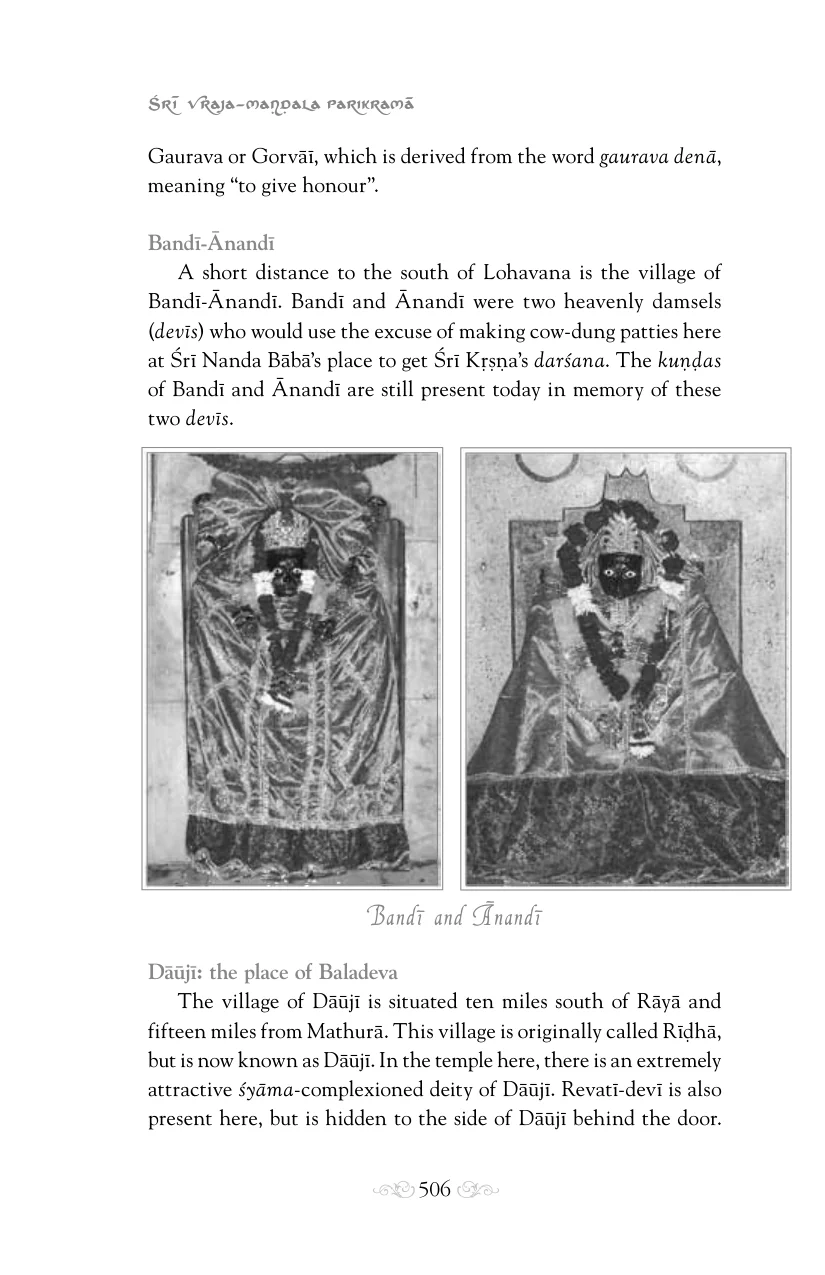 Śrī Vraja-maṇḍala Parikramā
Gaurava or Gorvāī, which is derived from the word gaurava denā,
meaning “to give honour”.
Bandī-Ānandī
A short distance to the south of Lohavana is the village of
Bandī-Ānandī. Bandī and Ānandī were two heavenly damsels
(devīs) who would use the excuse of making cow-dung patties here
at Śrī Nanda Bābā’s place to get Śrī Kṛṣṇa’s darśana. The kuṇḍas
of Bandī and Ānandī are still present today in memory of these
two devīs.
Bandī and Ānandī
Dāūjī: the place of Baladeva
The village of Dāūjī is situated ten miles south of Rāyā and
fifteen miles from Mathurā. This village is originally called Rīḍhā,
but is now known as Dāūjī. In the temple here, there is an extremely
attractive śyāma-complexioned deity of Dāūjī. Revatī-devī is also
present here, but is hidden to the side of Dāūjī behind the door.
506